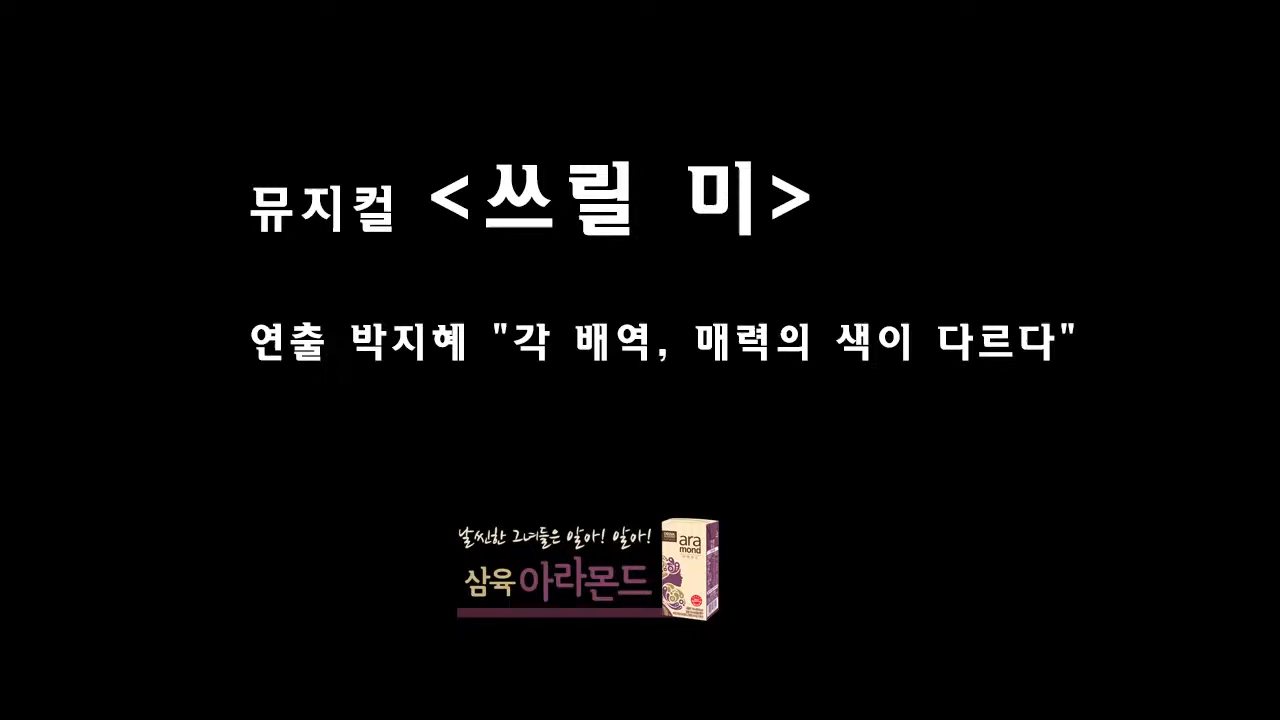 뮤지컬 <쓰릴 미>
연출 박지혜 "각 배역, 매력의 색이 다르다"
날씬한 그녀들은 알아! 알아!
삼육 아라몬드
ara
mond